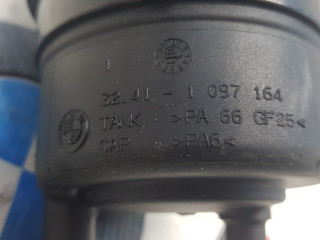 32.41 - 1 097 164
TANK >PA 66 GF25<
CAP >PA6<